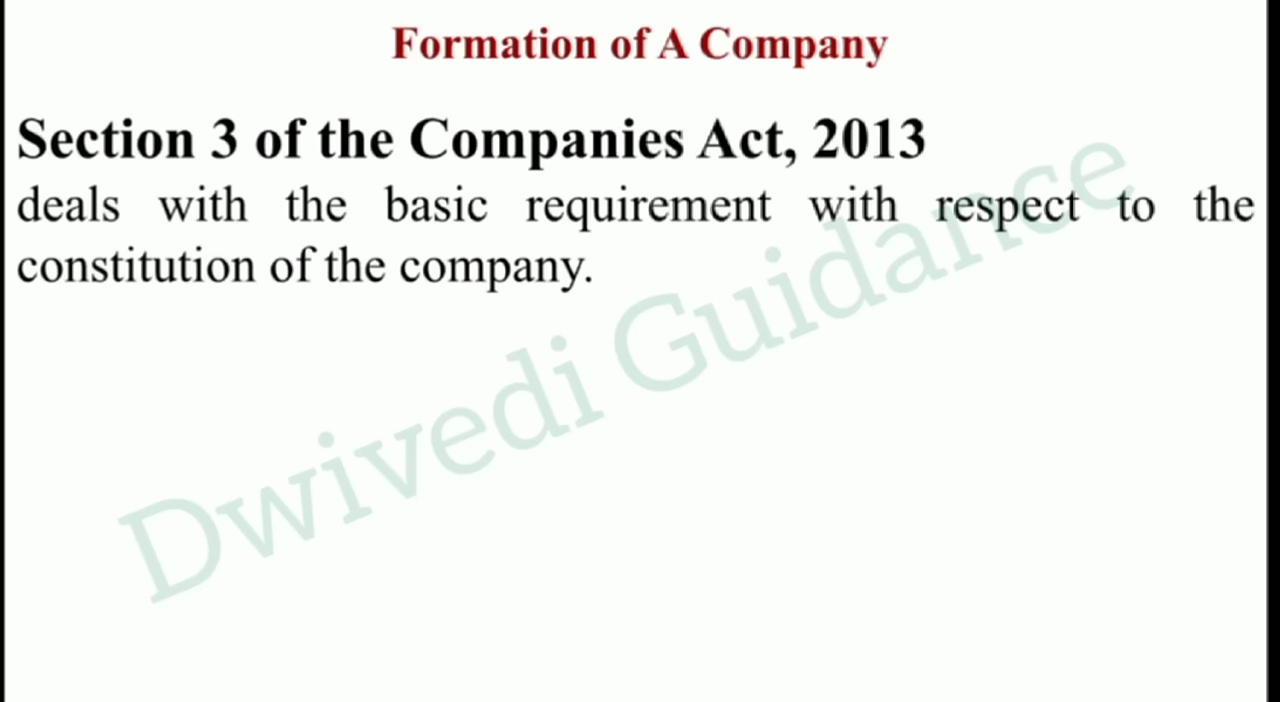 Formation of A Company
Section 3 of the Companies Act, 2013
deals with the basic requirement with respect to the
constitution of the company.
Dwivedi Guidance